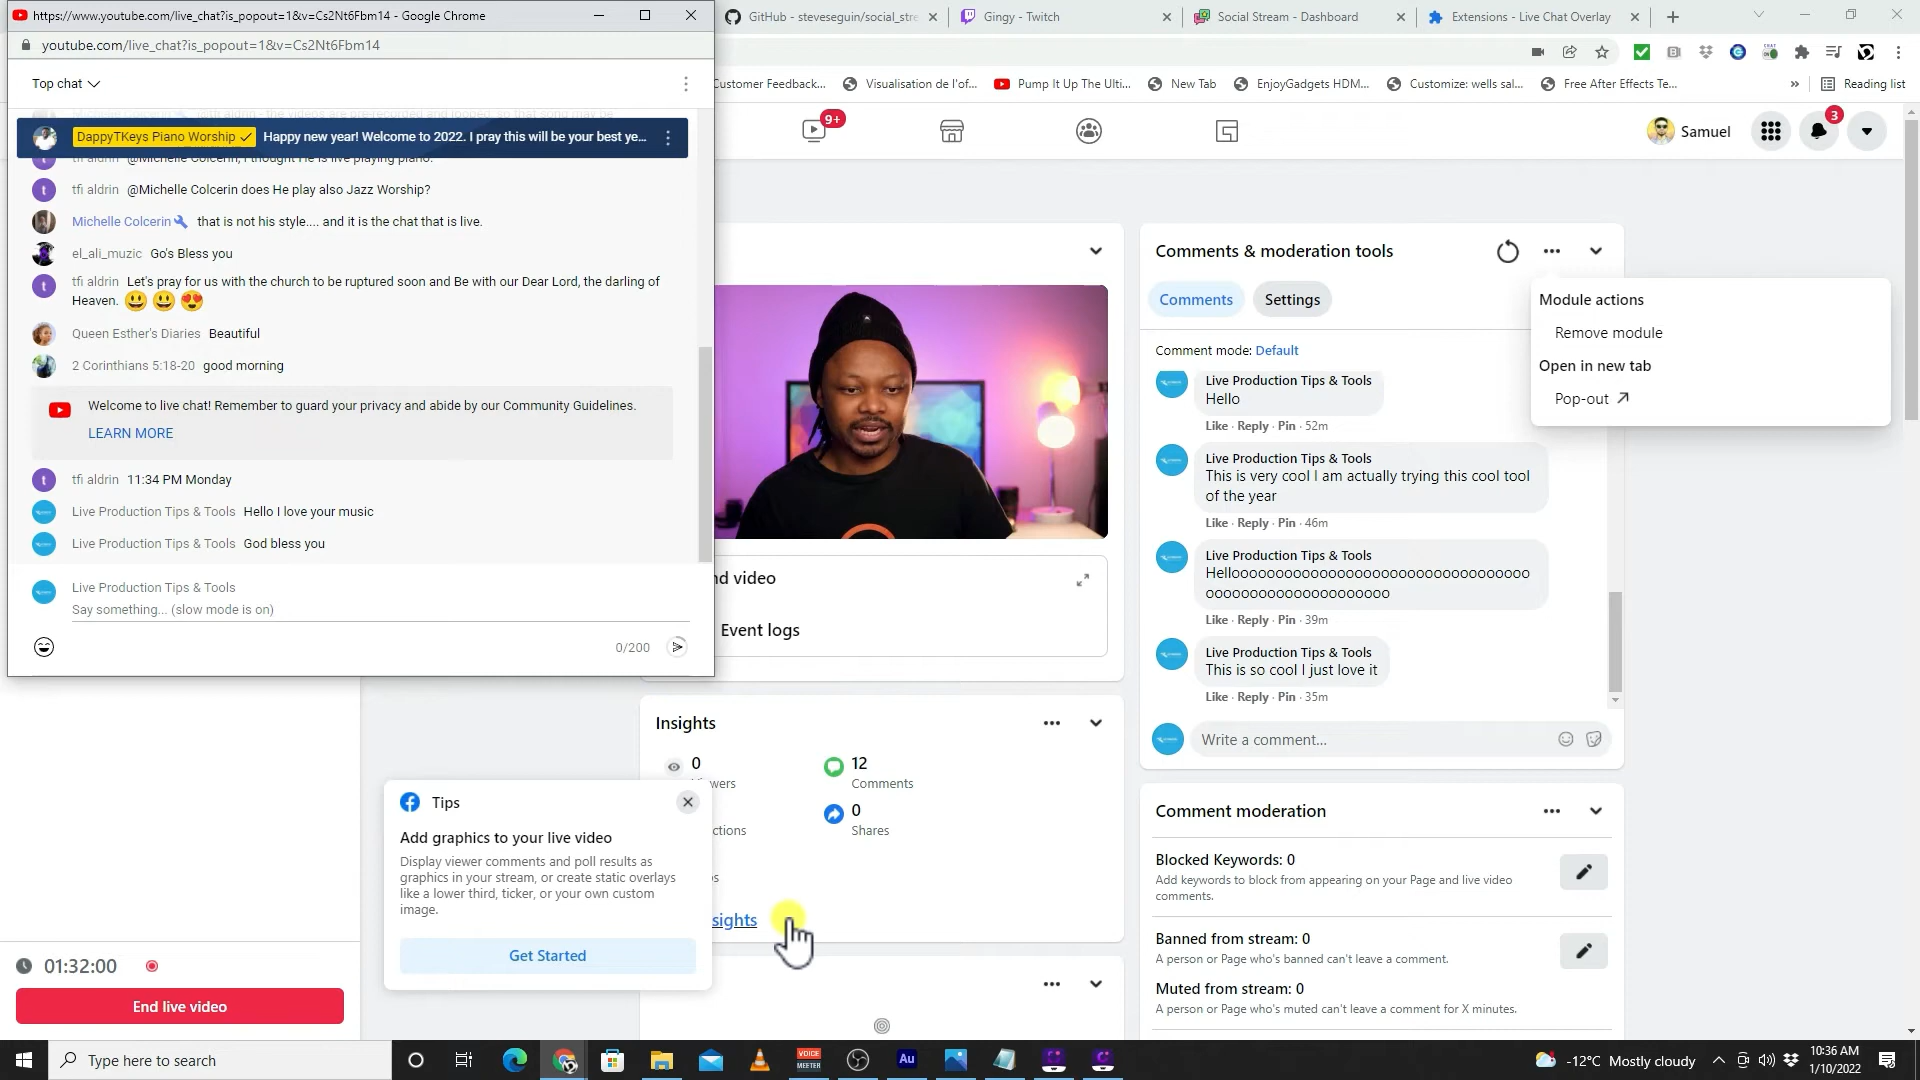 https://www.youtube.com/live_chat?is_popout=1&v=Cs2Nt6Fbm14 - Google Chrome
youtube.com/live_chat?is_popout=1&v=Cs2Nt6Fbm14
Top chat
DappyTKeys Piano Worship Happy new year! Welcome to 2022. I pray this will be your best ye...
tfi aldrin @Michelle Colcerin, I thought He is live playing piano.
tfi aldrin @Michelle Colcerin does He play also Jazz Worship?
Michelle Colcerin that is not his style.... and it is the chat that is live.
el_ali_muzic Go's Bless you
tfi aldrin Let's pray for us with the church to be ruptured soon and Be with our Dear Lord, the darling of
Heaven. 😃 😃 😍
Queen Esther's Diaries Beautiful
2 Corinthians 5:18-20 good morning
Welcome to live chat! Remember to guard your privacy and abide by our Community Guidelines.
LEARN MORE
tfi aldrin 11:34 PM Monday
Live Production Tips & Tools Hello I love your music
Live Production Tips & Tools God bless you
Live Production Tips & Tools
Say something... (slow mode is on)
0/200
GitHub - steveseguin/social_stre
Gingy - Twitch
Social Stream - Dashboard
Extensions - Live Chat Overlay
Customer Feedback...
Visualisation de l'of...
Pump It Up The Ulti...
New Tab
EnjoyGadgets HDM...
Customize: wells sal...
Free After Effects Te...
»
Reading list
9+
Samuel
3
nd video
Event logs
Insights
0
12
Comments
0
Shares
Tips
Add graphics to your live video
Display viewer comments and poll results as
graphics in your stream, or create static overlays
like a lower third, ticker, or your own custom
image.
Get Started
01:32:00
End live video
Comments & moderation tools
Comments
Settings
Comment mode: Default
Live Production Tips & Tools
Hello
Like · Reply · Pin · 52m
Live Production Tips & Tools
This is very cool I am actually trying this cool tool
of the year
Like · Reply · Pin · 46m
Live Production Tips & Tools
Hellooooooooooooooooooooooooooooooooooo
oooooooooooooooooooo
Like · Reply · Pin · 39m
Live Production Tips & Tools
This is so cool I just love it
Like · Reply · Pin · 35m
Write a comment...
Module actions
Remove module
Open in new tab
Pop-out
Comment moderation
Blocked Keywords: 0
Add keywords to block from appearing on your Page and live video
comments.
Banned from stream: 0
A person or Page who's banned can't leave a comment.
Muted from stream: 0
A person or Page who's muted can't leave a comment for X minutes.
Type here to search
VOICE
MEETER
Au
-12°C Mostly cloudy
10:36 AM
1/10/2022